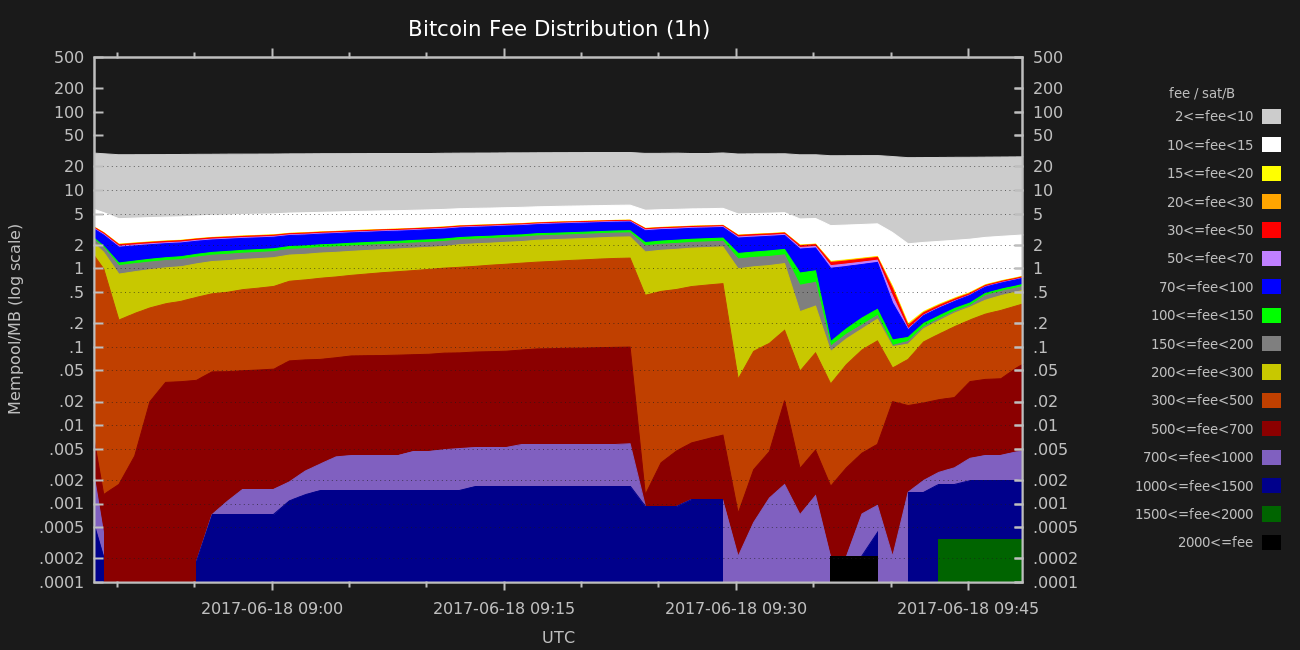 Bitcoin Fee Distribution (1h)
500 500
200 200
100 100
50 50
20 20
10 10
5 5
2 2
1 1
.5 .5
.2 .2
.1 .1
.05 .05
.02 .02
.01 .01
.005 .005
.002 .002
.001 .001
.0005 .0005
.0002 .0002
.0001 .0001
Mempool/MB (log scale)
2017-06-18 09:00 2017-06-18 09:15 2017-06-18 09:30 2017-06-18 09:45
UTC
fee / sat/B
2<=fee<10
10<=fee<15
15<=fee<20
20<=fee<30
30<=fee<50
50<=fee<70
70<=fee<100
100<=fee<150
150<=fee<200
200<=fee<300
300<=fee<500
500<=fee<700
700<=fee<1000
1000<=fee<1500
1500<=fee<2000
2000<=fee